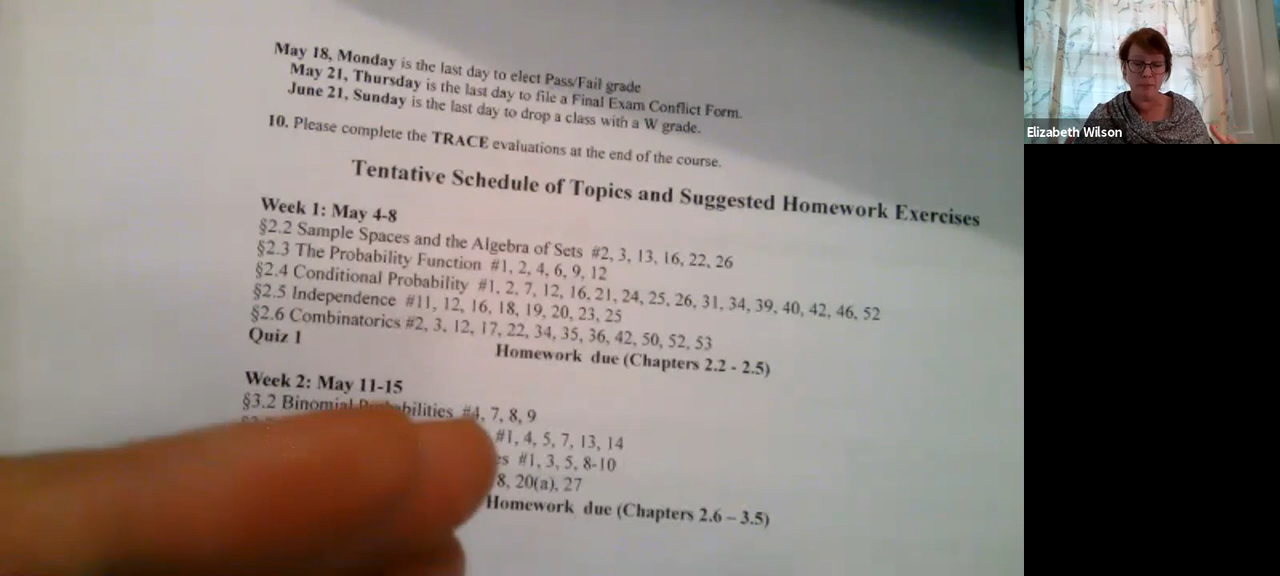 May 18, Monday is the last day to elect Pass/Fail grade
May 21, Thursday is the last day to file a Final Exam Conflict Form.
June 21, Sunday is the last day to drop a class with a W grade.
10. Please complete the TRACE evaluations at the end of the course.
Tentative Schedule of Topics and Suggested Homework Exercises
Week 1: May 4-8
§2.2 Sample Spaces and the Algebra of Sets #2, 3, 13, 16, 22, 26
§2.3 The Probability Function #1, 2, 4, 6, 9, 12
§2.4 Conditional Probability #1, 2, 7, 12, 16, 21, 24, 25, 26, 31, 34, 39, 40, 42, 46, 52
§2.5 Independence #11, 12, 16, 18, 19, 20, 23, 25
§2.6 Combinatorics #2, 3, 12, 17, 22, 34, 35, 36, 42, 50, 52, 53
Quiz 1 Homework due (Chapters 2.2 - 2.5)
Week 2: May 11-15
§3.2 Binomial Probabilities #4, 7, 8, 9
#1, 4, 5, 7, 13, 14
#1, 3, 5, 8-10
8, 20(a), 27
Homework due (Chapters 2.6 – 3.5)
Elizabeth Wilson